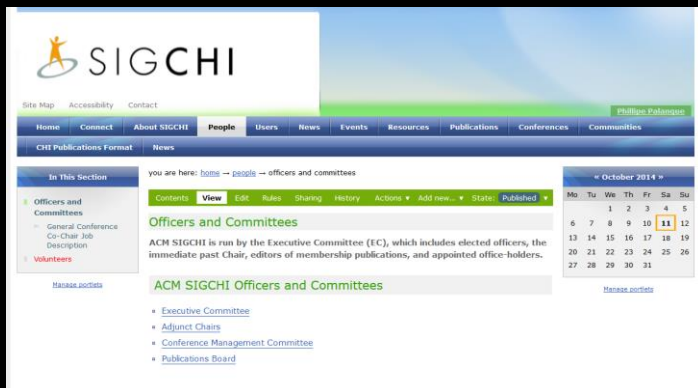 SIGCHI
Site Map Accessibility Contact
Phillipe Palanque
Home Connect About SIGCHI People Users News Events Resources Publications Conferences Communities
CHI Publications Format News
In This Section
Officers and
Committees
General Conference
Co-Chair Job
Description
Volunteers
Manage portlets
you are here: home → people → officers and committees
Contents View Edit Rules Sharing History Actions ▼ Add new... ▼ State: Published ▼
Officers and Committees
ACM SIGCHI is run by the Executive Committee (EC), which includes elected officers, the
immediate past Chair, editors of membership publications, and appointed office-holders.
ACM SIGCHI Officers and Committees
Executive Committee
Adjunct Chairs
Conference Management Committee
Publications Board
« October 2014 »
Mo Tu We Th Fr Sa Su
1 2 3 4 5
6 7 8 9 10 11 12
13 14 15 16 17 18 19
20 21 22 23 24 25 26
27 28 29 30 31
Manage portlets